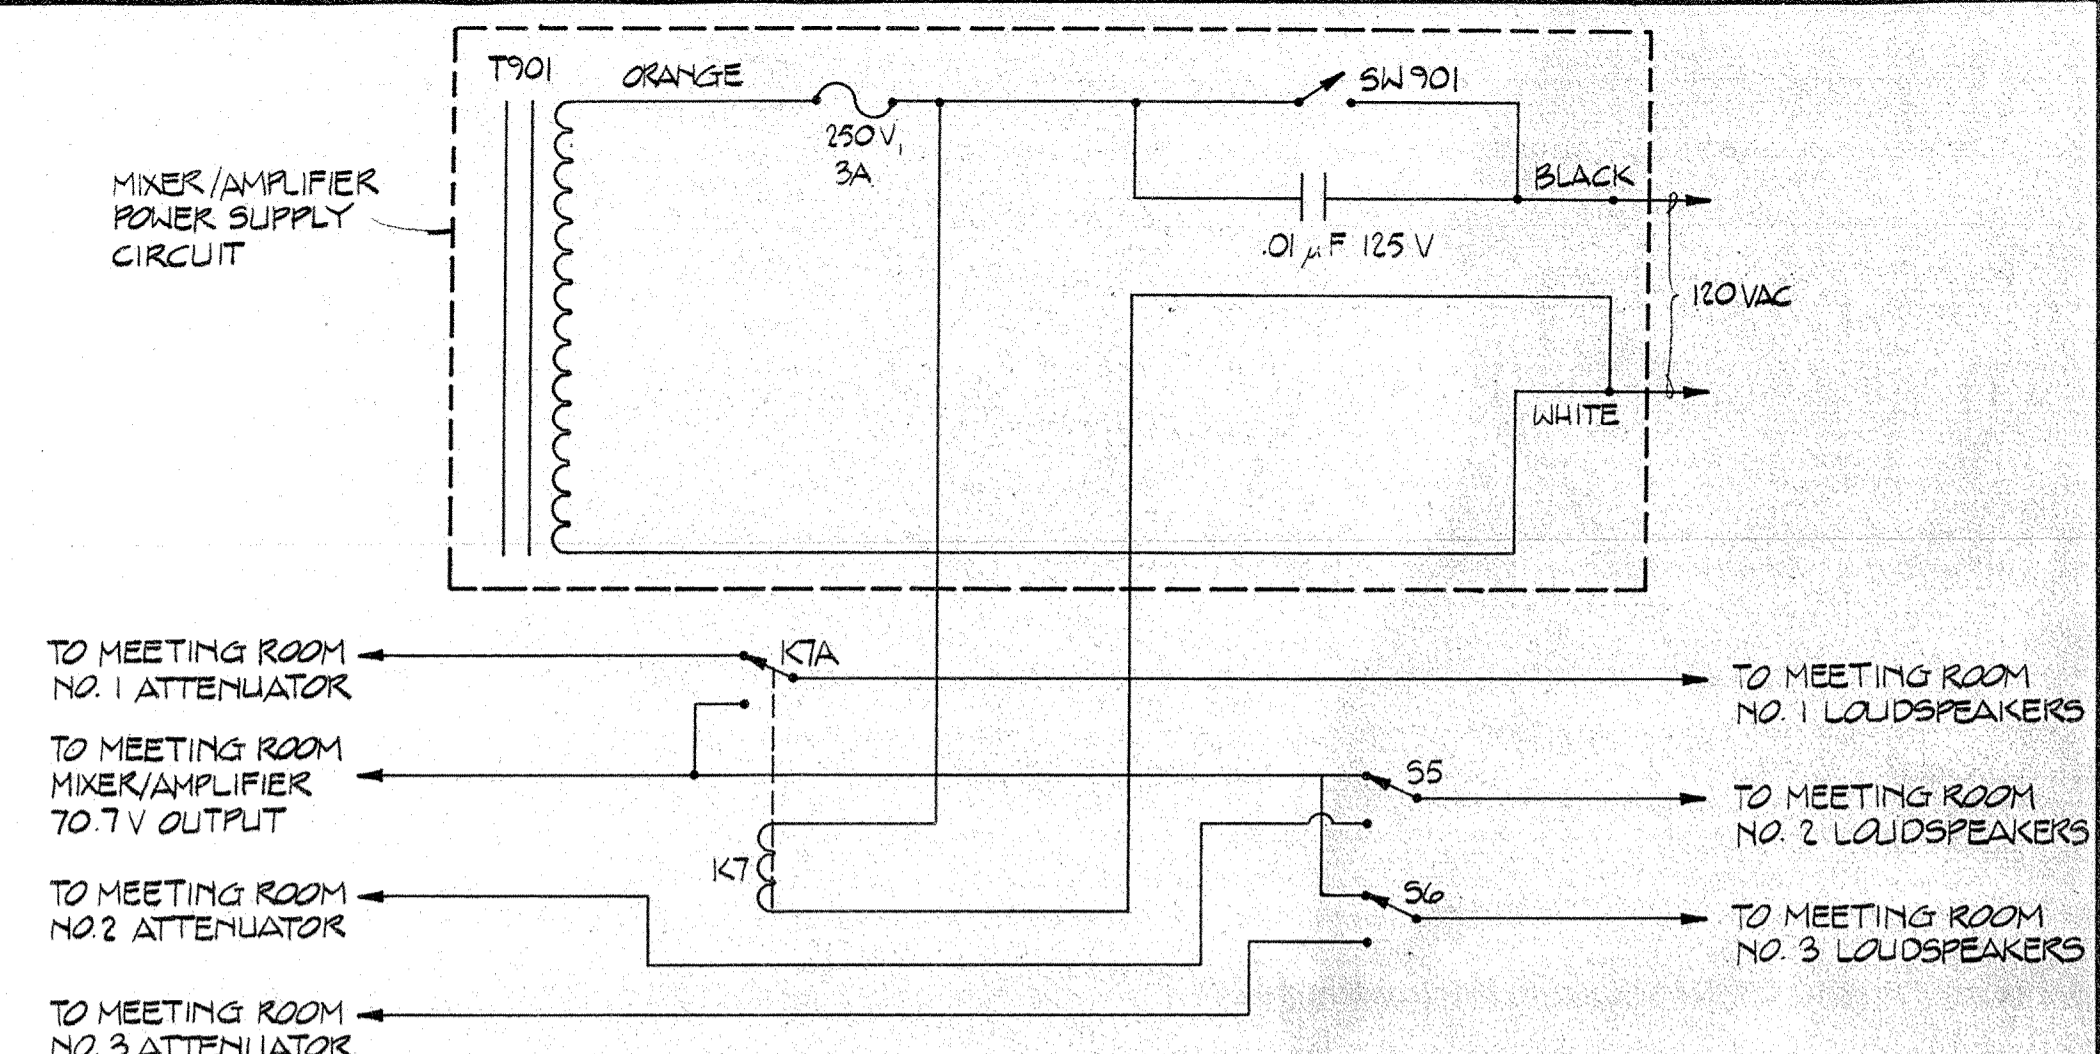 T901
ORANGE
SW901
250V,
3A
MIXER/AMPLIFIER
POWER SUPPLY
CIRCUIT
BLACK
.01 µF 125 V
120VAC
WHITE
TO MEETING ROOM
NO. 1 ATTENUATOR
K7A
TO MEETING ROOM
NO. 1 LOUDSPEAKERS
TO MEETING ROOM
MIXER/AMPLIFIER
70.7V OUTPUT
S5
TO MEETING ROOM
NO. 2 LOUDSPEAKERS
K7
TO MEETING ROOM
NO.2 ATTENUATOR
S6
TO MEETING ROOM
NO. 3 LOUDSPEAKERS
TO MEETING ROOM
NO. 3 ATTENUATOR